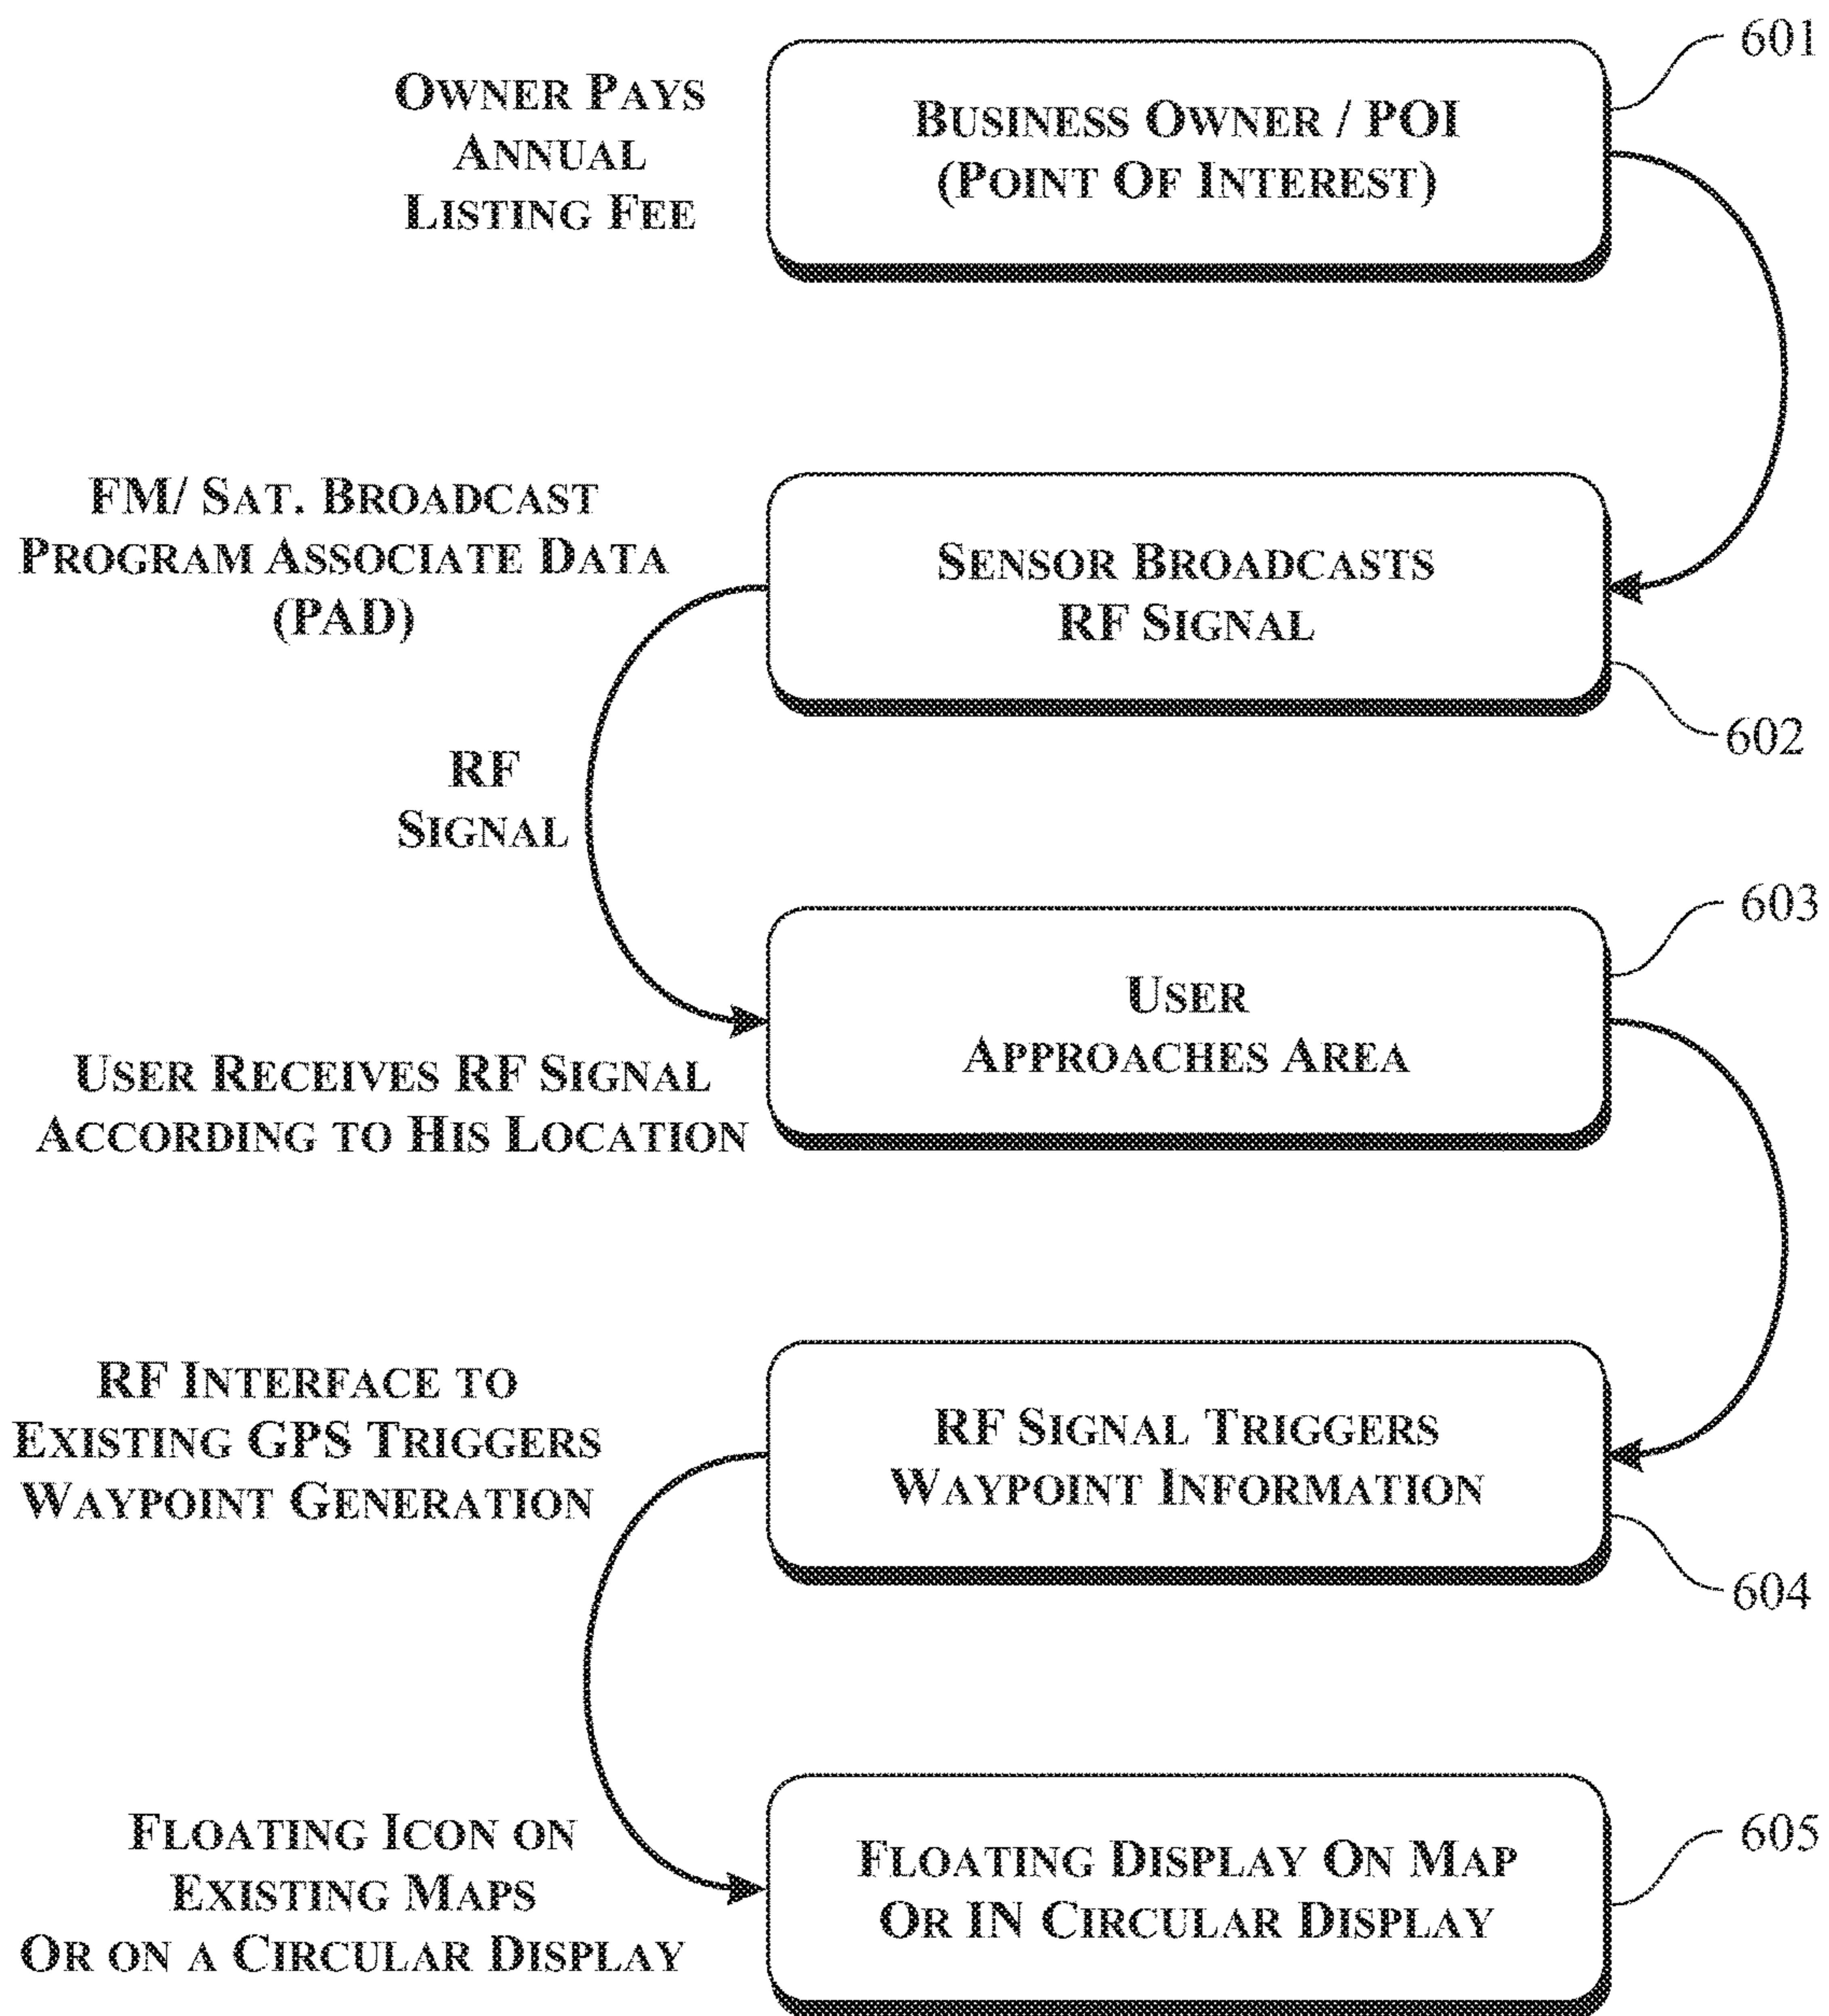 601
OWNER PAYS
ANNUAL
LISTING FEE
BUSINESS OWNER / POI
(POINT OF INTEREST)
FM/ SAT. BROADCAST
PROGRAM ASSOCIATE DATA
(PAD)
SENSOR BROADCASTS
RF SIGNAL
602
RF
SIGNAL
603
USER
APPROACHES AREA
USER RECEIVES RF SIGNAL
ACCORDING TO HIS LOCATION
RF INTERFACE TO
EXISTING GPS TRIGGERS
WAYPOINT GENERATION
RF SIGNAL TRIGGERS
WAYPOINT INFORMATION
604
FLOATING ICON ON
EXISTING MAPS
OR ON A CIRCULAR DISPLAY
FLOATING DISPLAY ON MAP
OR IN CIRCULAR DISPLAY
605